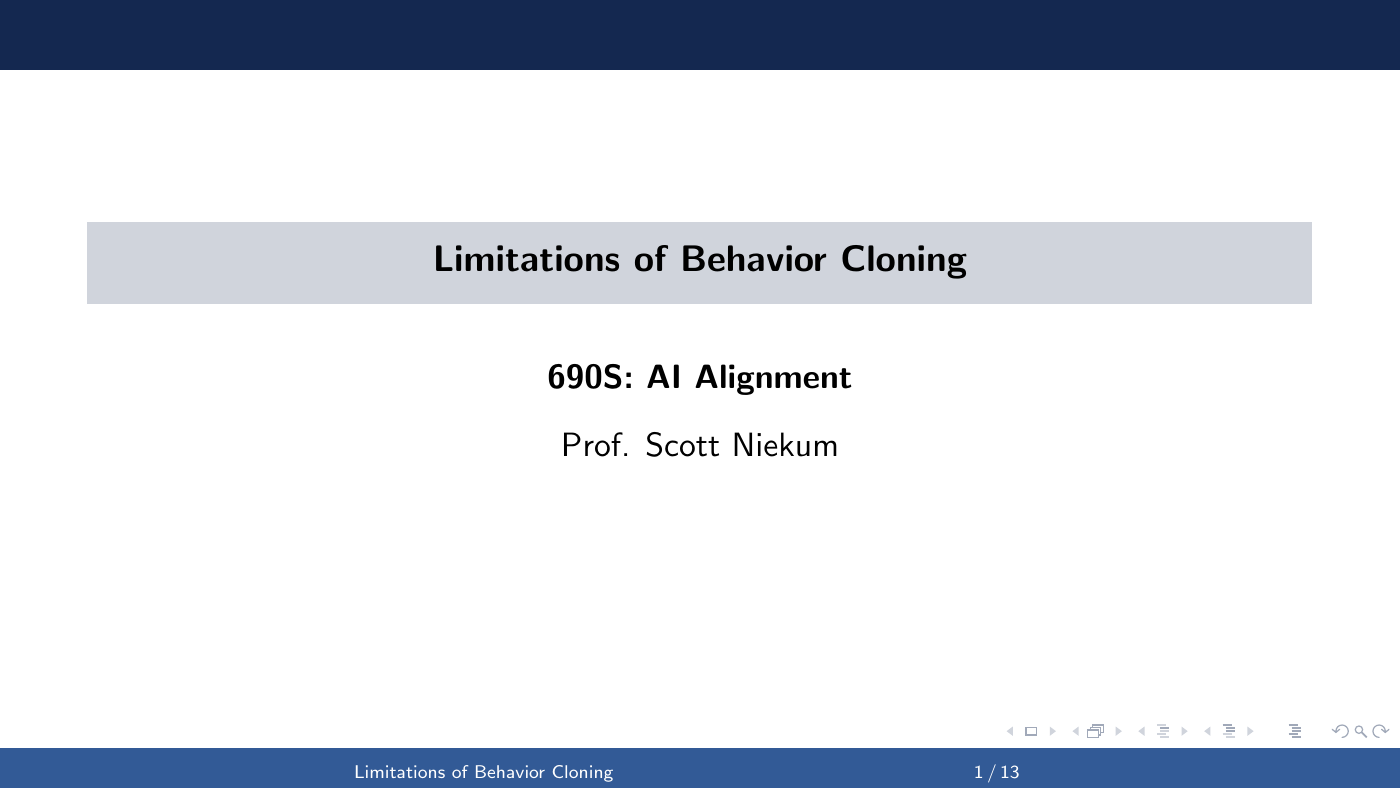 Limitations of Behavior Cloning
690S: AI Alignment
Prof. Scott Niekum
Limitations of Behavior Cloning
1 / 13